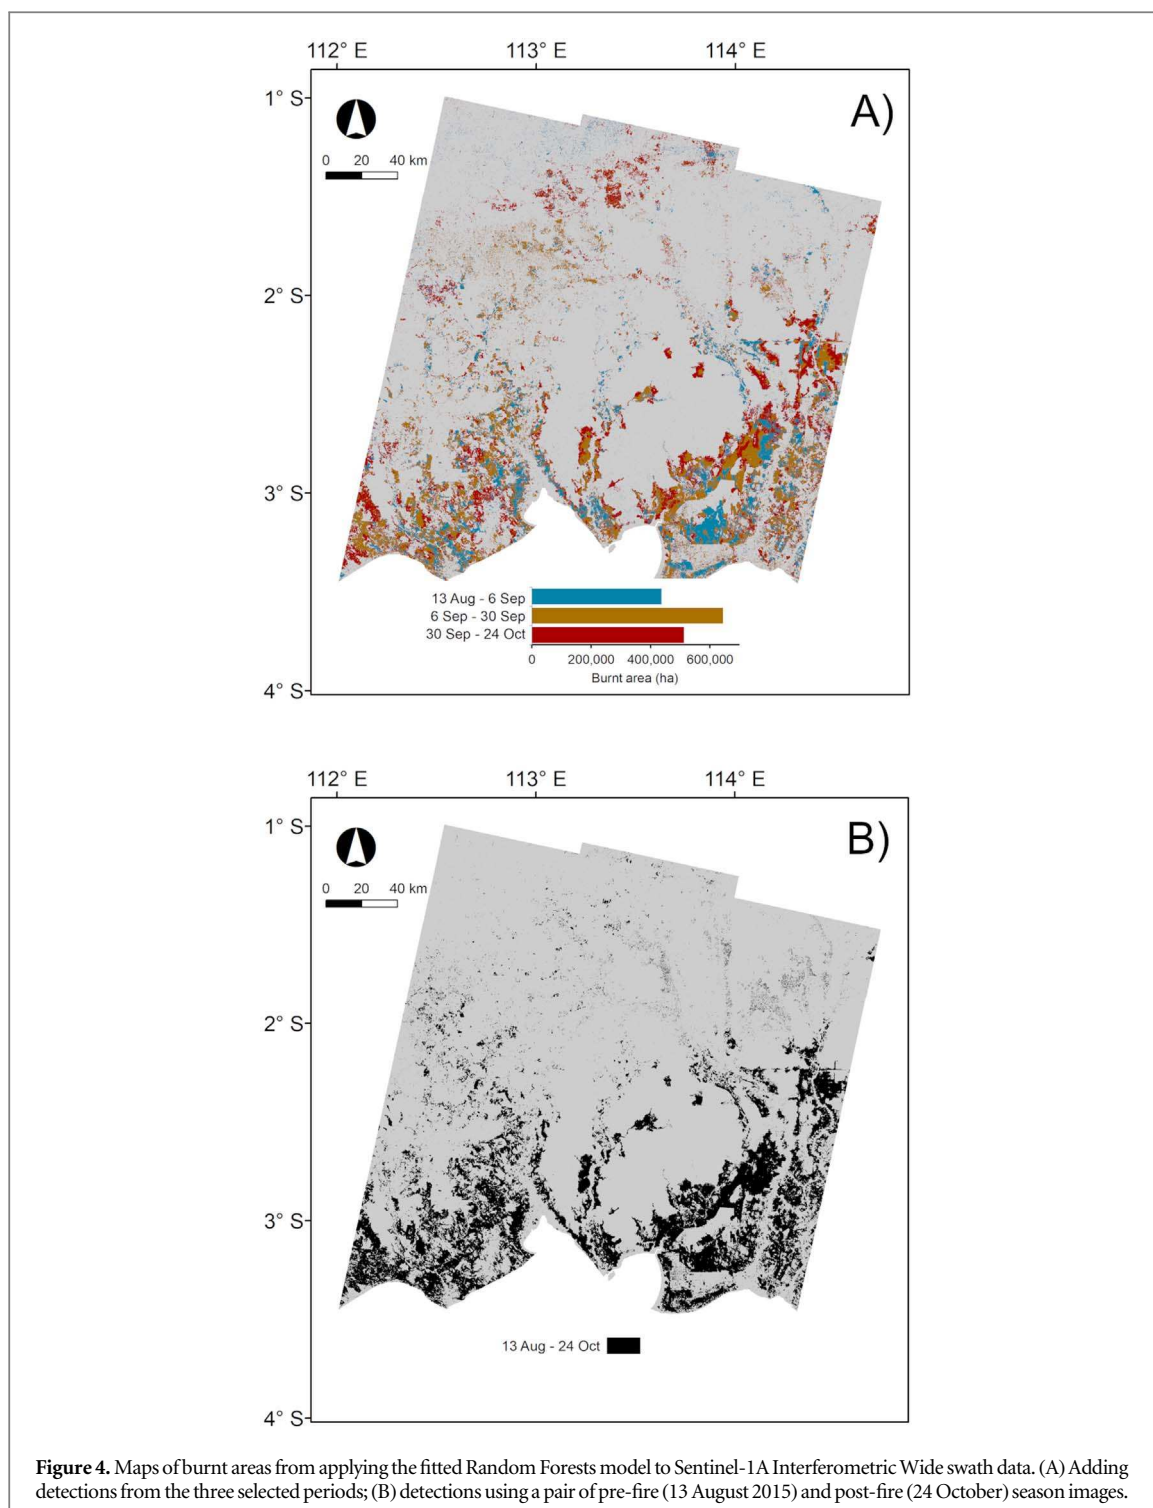 112° E 113° E 114° E
1° S
A)
0 20 40 km
2° S
3° S
13 Aug - 6 Sep
6 Sep - 30 Sep
30 Sep - 24 Oct
0 200,000 400,000 600,000
Burnt area (ha)
4° S
112° E 113° E 114° E
1° S
B)
0 20 40 km
2° S
3° S
13 Aug - 24 Oct
4° S
Figure 4. Maps of burnt areas from applying the fitted Random Forests model to Sentinel-1A Interferometric Wide swath data. (A) Adding
detections from the three selected periods; (B) detections using a pair of pre-fire (13 August 2015) and post-fire (24 October) season images.